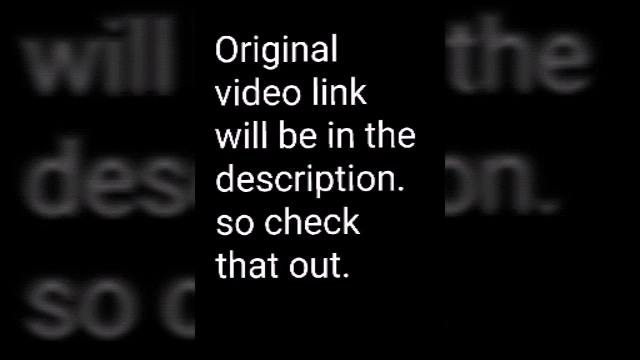 Original
video link
will be in the
description.
so check
that out.